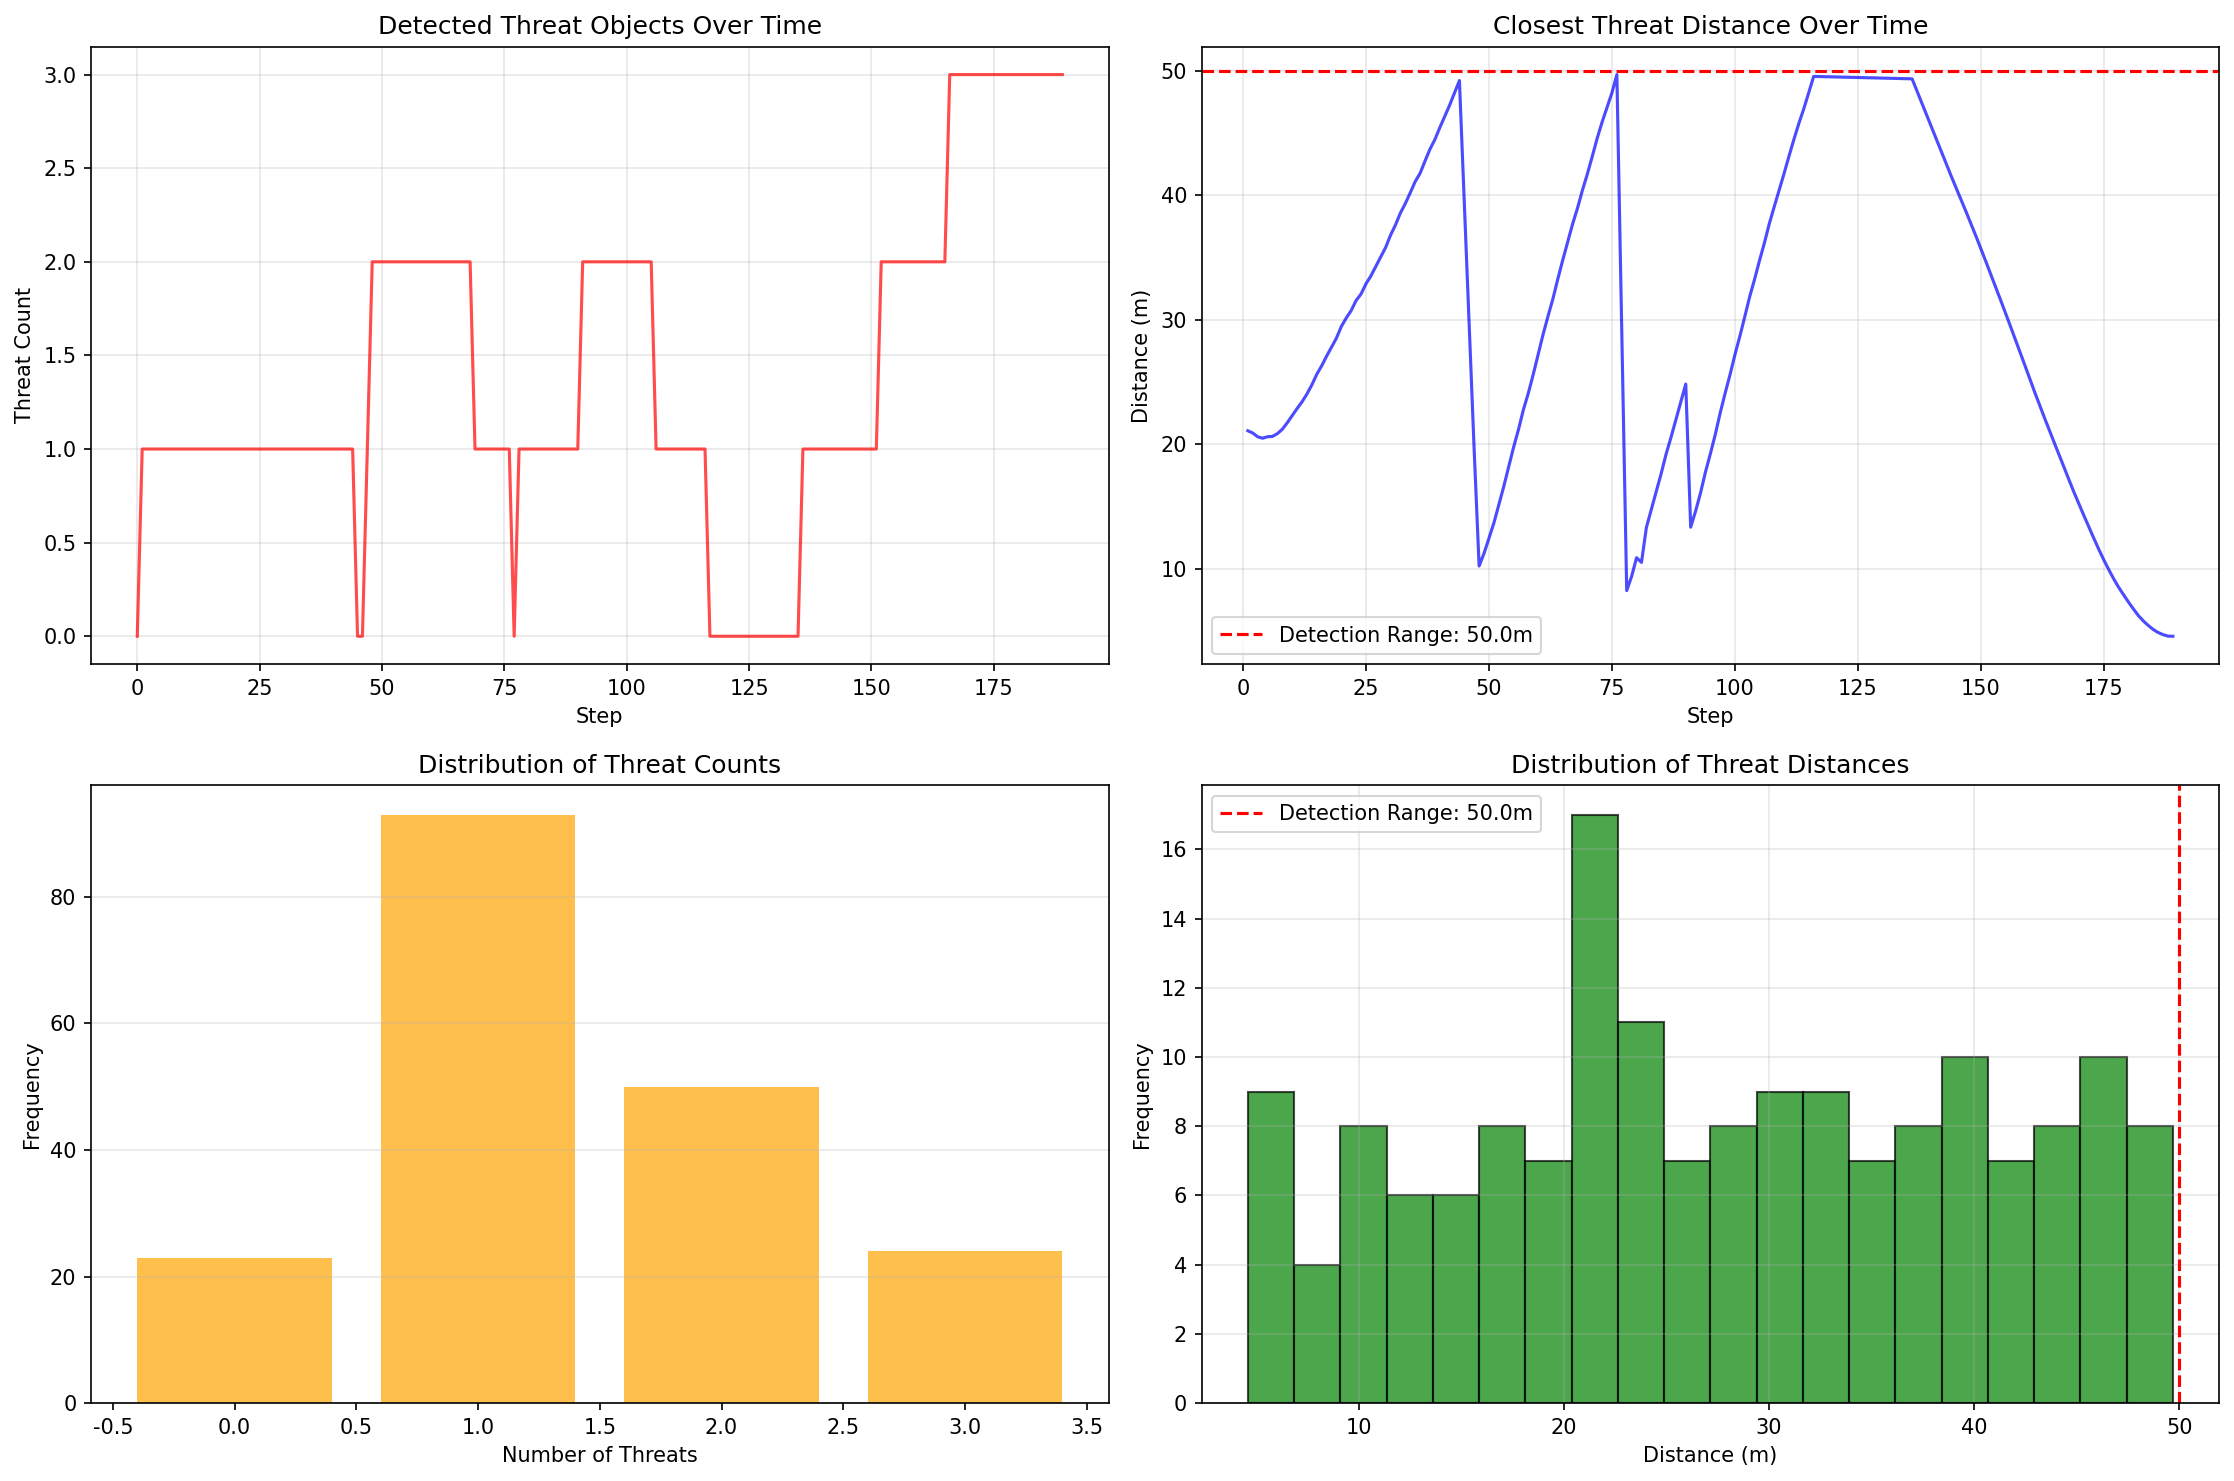 Detected Threat Objects Over Time
Threat Count
3.0
2.5
2.0
1.5
1.0
0.5
0.0
0 25 50 75 100 125 150 175
Step
Closest Threat Distance Over Time
Distance (m)
50
40
30
20
10
Detection Range: 50.0m
0 25 50 75 100 125 150 175
Step
Distribution of Threat Counts
Frequency
80
60
40
20
0
-0.5 0.0 0.5 1.0 1.5 2.0 2.5 3.0 3.5
Number of Threats
Distribution of Threat Distances
Detection Range: 50.0m
Frequency
16
14
12
10
8
6
4
2
0
10 20 30 40 50
Distance (m)